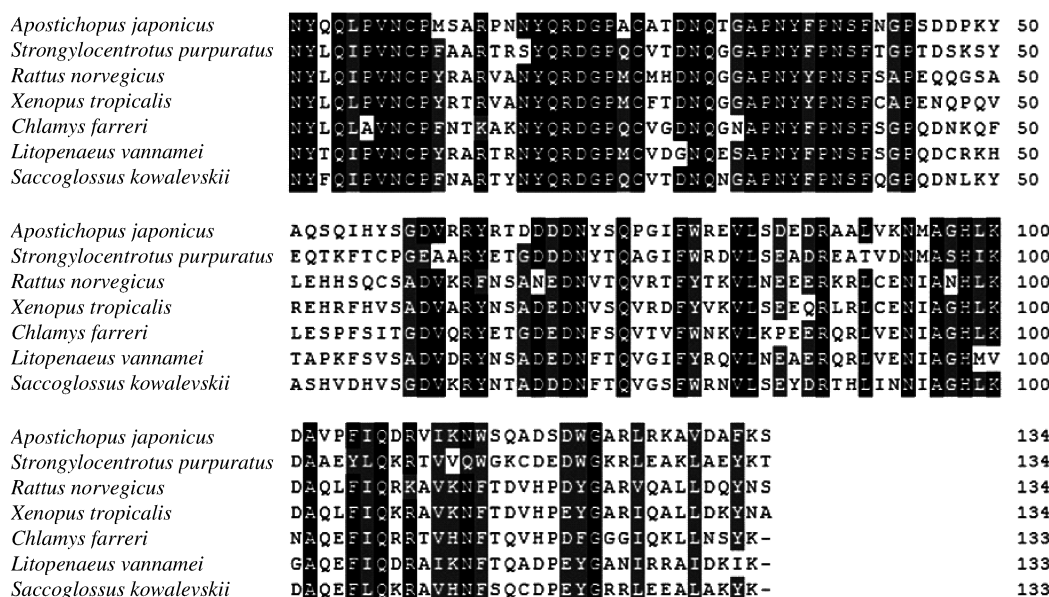 Apostichopus japonicus NYQQLPVNCPMSARPNNYQRDGPACATDNQTGAPNYFPNSFNGPSDDPKY 50
Strongylocentrotus purpuratus NYLQIPVNCPFAARTRSYQRDGPQCVTDNQGGAPNYFPNSFTGPTDSKSY 50
Rattus norvegicus NYLQIPVNCPYRARVANYQRDGPMCMHDNQGGAPNYYPNSFSAPEQQGSA 50
Xenopus tropicalis NYLQLPVNCPYRTRVANYQRDGPMCFTDNQGGAPNYYPNSFCAPENQPQV 50
Chlamys farreri NYLQLAVNCPFNTKAKNYQRDGPQCVGDNQGNAPNYFPNSFSGPQDNKQF 50
Litopenaeus vannamei NYTQIPVNCPYRARTRNYQRDGPMCVDGNQESAPNYFPNSFSGPQDCRKH 50
Saccoglossus kowalevskii NYFQIPVNCPFNARTYNYQRDGPQCVTDNQNGAPNYFPNSFQGPQDNLKY 50
Apostichopus japonicus AQSQIHYSGDVRRYRTDDDDNYSQPGIFWREVLSDEDRAALVKNMAGHLK 100
Strongylocentrotus purpuratus EQTKFTCPGEAARYETGDDDNYTQAGIFWRDVLSEADREATVDNMASHIK 100
Rattus norvegicus LEHRHSQCSADVKRFNSANEDNVTQVRTFYTKVLNEEERKRLCENIANHLK 100
Xenopus tropicalis REHRFHVSADVARYNSADEDNVSQVRDFYVKVLSEEQRLRLCENIAGHLK 100
Chlamys farreri LESPFSITGDVQRYETGDEDNFSQVTVFWNKVLKPEERQRLVENIAGHLK 100
Litopenaeus vannamei TAPKFSVSADVDRYNSADEDNFTQVGIFYRQVLNEAERQRLVENIAGHMV 100
Saccoglossus kowalevskii ASHVDHVSGDVKRYNTADDDNFTQVGSFWRNVLSEYDRTHLINNIAGHLK 100
Apostichopus japonicus DAVPFIQDRVIKNWSQADSDWGARLRKAVDAFKS 134
Strongylocentrotus purpuratus DAAEYLQKRTVVQWGKCDEDWGKRLEAKLAEYKT 134
Rattus norvegicus DAQLFIQRKAVKNFTDVHPDYGARVQALLDQYNS 134
Xenopus tropicalis DAQLFIQKRAVKNFTDVHPEYGARIQALLDKYNA 134
Chlamys farreri NAQEFIQRRTVHNFTQVHPDFGGGIQKLLNSYK- 133
Litopenaeus vannamei GAQEFIQDRAIKNFTQADPEYGANIRRAIDKIK- 133
Saccoglossus kowalevskii DAQEFLQKRAVHNFSQCDPEYGRRLEEALAKYK- 133